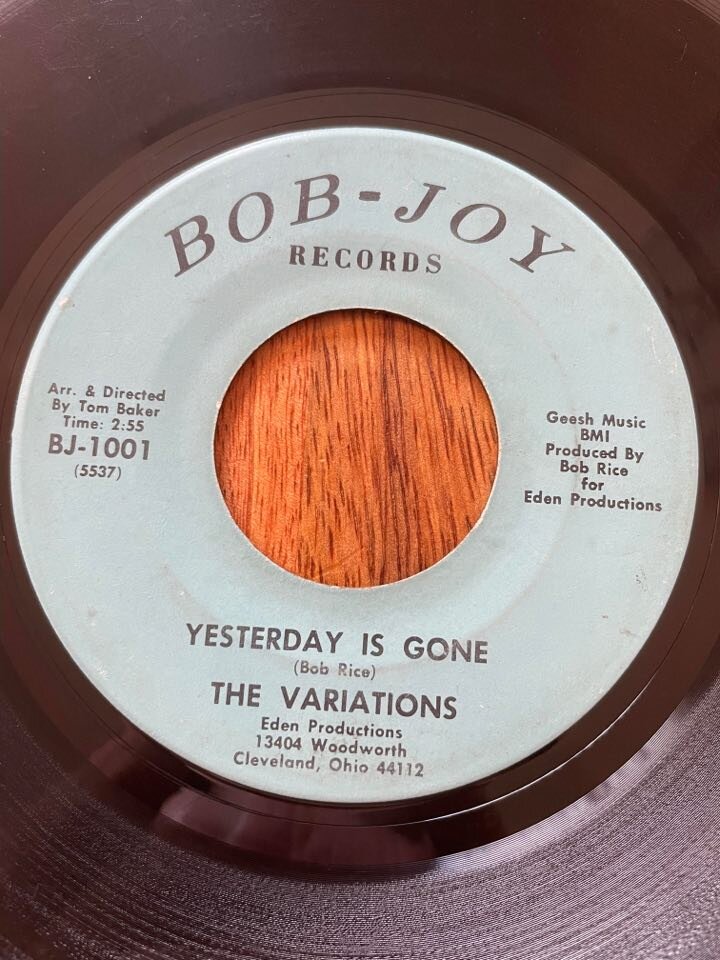 BOB-JOY
RECORDS
Arr. & Directed
By Tom Baker
Time: 2:55
BJ-1001
(5537)
Geesh Music
BMI
Produced By
Bob Rice
for
Eden Productions
YESTERDAY IS GONE
(Bob Rice)
THE VARIATIONS
Eden Productions
13404 Woodworth
Cleveland, Ohio 44112